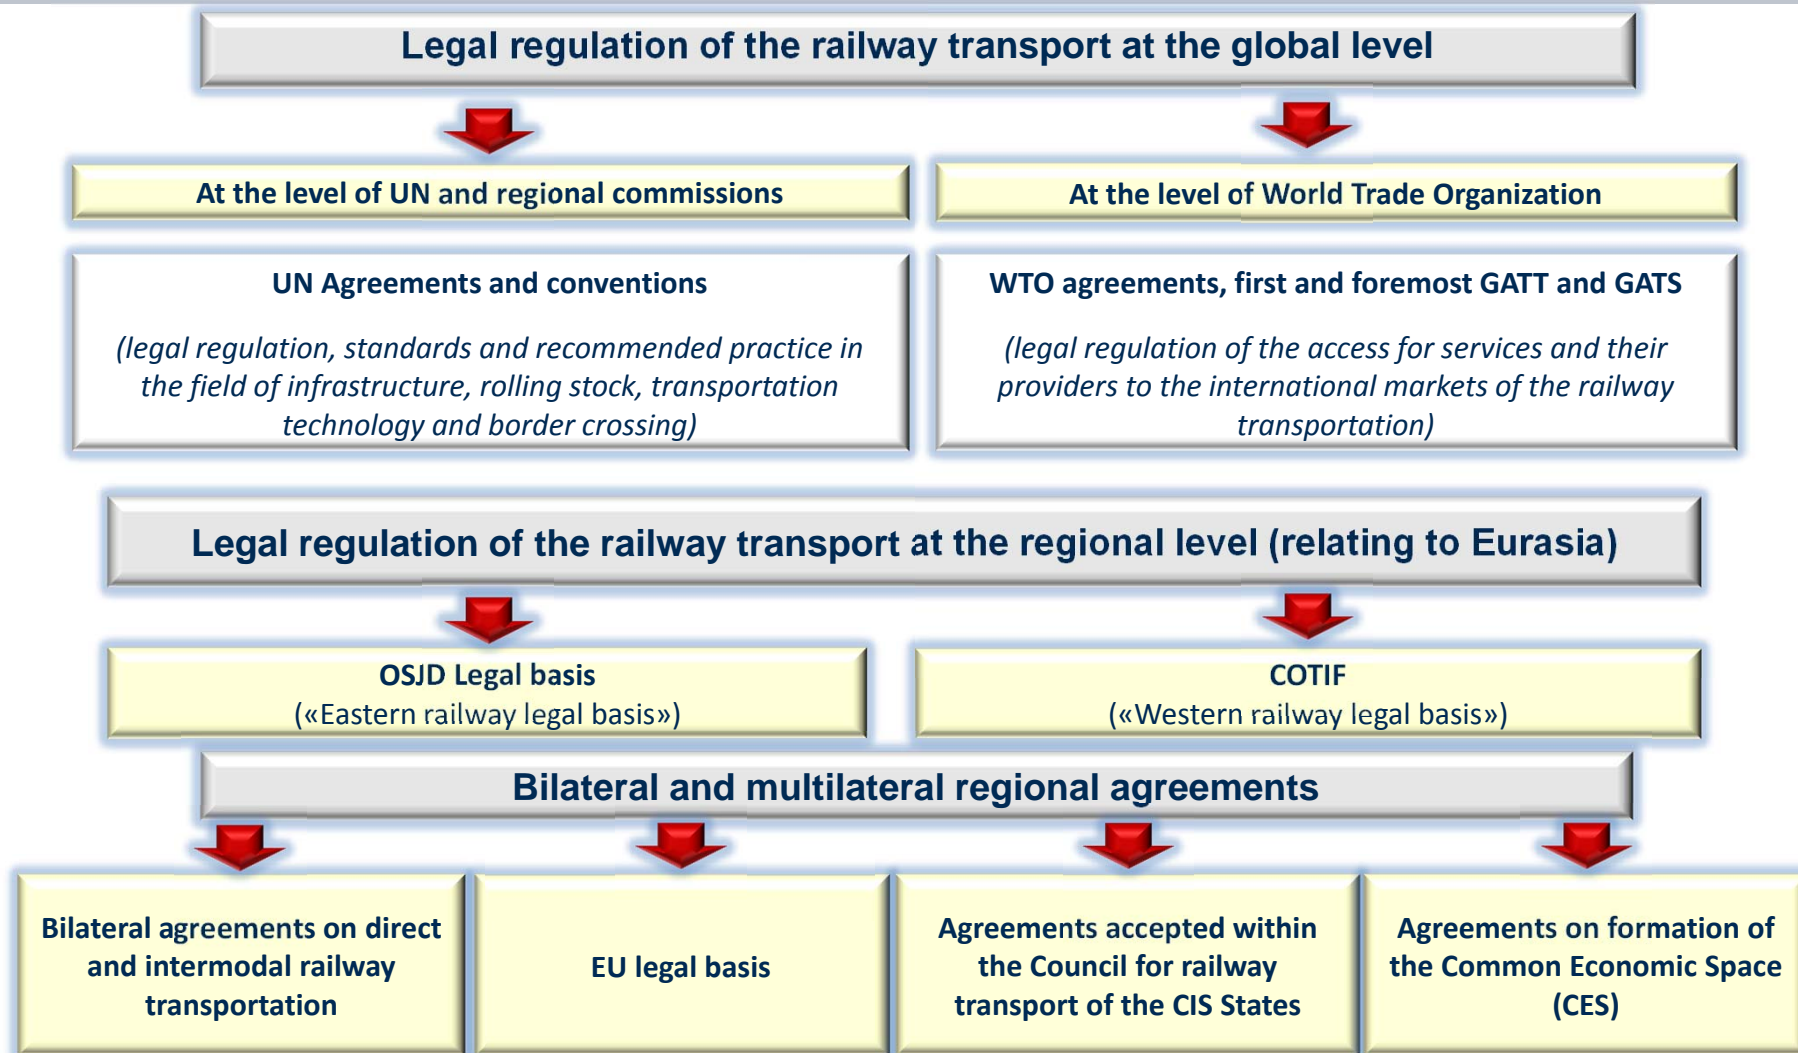 Legal regulation of the railway transport at the global level
At the level of UN and regional commissions
At the level of World Trade Organization
UN Agreements and conventions
(legal regulation, standards and recommended practice in
the field of infrastructure, rolling stock, transportation
technology and border crossing)
WTO agreements, first and foremost GATT and GATS
(legal regulation of the access for services and their
providers to the international markets of the railway
transportation)
Legal regulation of the railway transport at the regional level (relating to Eurasia)
OSJD Legal basis
(«Eastern railway legal basis»)
COTIF
(«Western railway legal basis»)
Bilateral and multilateral regional agreements
Bilateral agreements on direct
and intermodal railway
transportation
EU legal basis
Agreements accepted within
the Council for railway
transport of the CIS States
Agreements on formation of
the Common Economic Space
(CES)